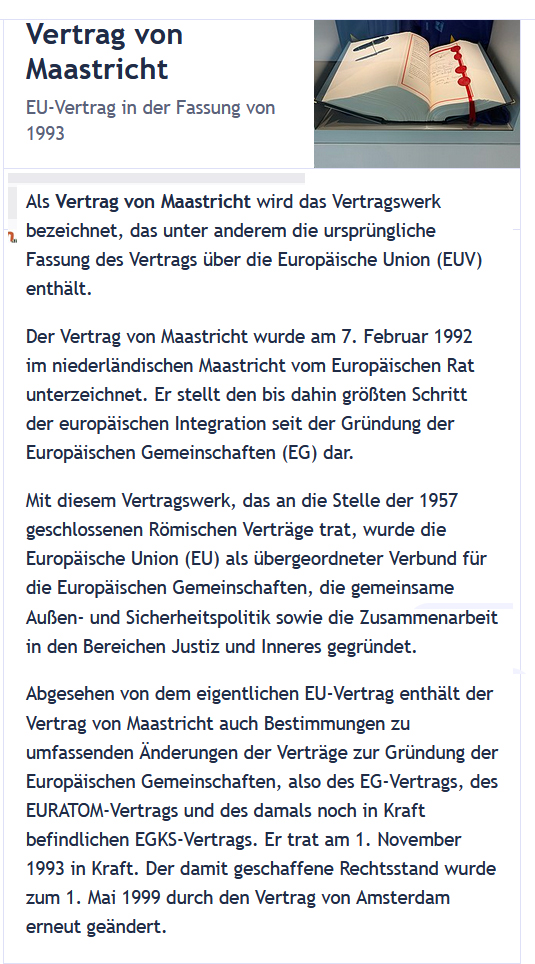 Vertrag von
Maastricht
EU-Vertrag in der Fassung von
1993
Als Vertrag von Maastricht wird das Vertragswerk
bezeichnet, das unter anderem die ursprüngliche
Fassung des Vertrags über die Europäische Union (EUV)
enthält.
Der Vertrag von Maastricht wurde am 7. Februar 1992
im niederländischen Maastricht vom Europäischen Rat
unterzeichnet. Er stellt den bis dahin größten Schritt
der europäischen Integration seit der Gründung der
Europäischen Gemeinschaften (EG) dar.
Mit diesem Vertragswerk, das an die Stelle der 1957
geschlossenen Römischen Verträge trat, wurde die
Europäische Union (EU) als übergeordneter Verbund für
die Europäischen Gemeinschaften, die gemeinsame
Außen- und Sicherheitspolitik sowie die Zusammenarbeit
in den Bereichen Justiz und Inneres gegründet.
Abgesehen von dem eigentlichen EU-Vertrag enthält der
Vertrag von Maastricht auch Bestimmungen zu
umfassenden Änderungen der Verträge zur Gründung der
Europäischen Gemeinschaften, also des EG-Vertrags, des
EURATOM-Vertrags und des damals noch in Kraft
befindlichen EGKS-Vertrags. Er trat am 1. November
1993 in Kraft. Der damit geschaffene Rechtsstand wurde
zum 1. Mai 1999 durch den Vertrag von Amsterdam
erneut geändert.